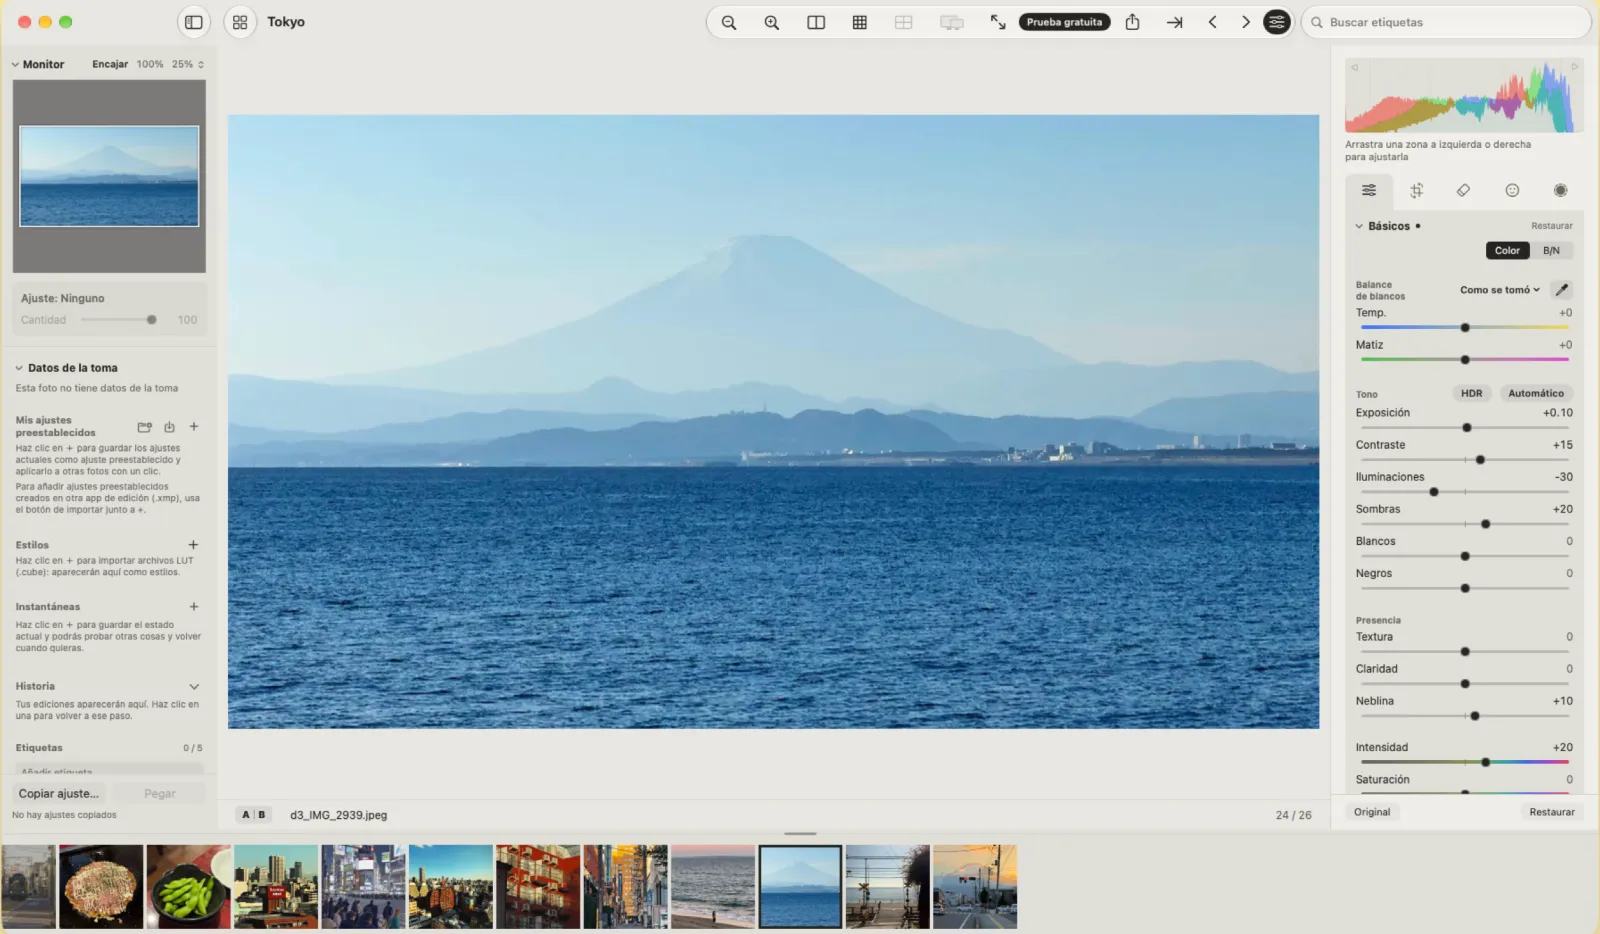 Tokyo
Prueba gratuita
Buscar etiquetas
Monitor
Encajar 100% 25%
Ajuste: Ninguno
Cantidad 100
Datos de la toma
Esta foto no tiene datos de la toma
Mis ajustes
preestablecidos
Haz clic en + para guardar los ajustes
actuales como ajuste preestablecido y
aplicarlo a otras fotos con un clic.
Para añadir ajustes preestablecidos
creados en otra app de edición (.xmp), usa
el botón de importar junto a +.
Estilos
Haz clic en + para importar archivos LUT
(.cube): aparecerán aquí como estilos.
Instantáneas
Haz clic en + para guardar el estado
actual y podrás probar otras cosas y volver
cuando quieras.
Historia
Tus ediciones aparecerán aquí. Haz clic en
una para volver a ese paso.
Etiquetas 0 / 5
Añadir etiqueta
Copiar ajuste... Pegar
No hay ajustes copiados
A | B d3_IMG_2939.jpeg 24 / 26
Arrastra una zona a izquierda o derecha
para ajustarla
Básicos • Restaurar
Color B/N
Balance
de blancos
Como se tomó
Temp. +0
Matiz +0
Tono HDR Automático
Exposición +0.10
Contraste +15
Iluminaciones -30
Sombras +20
Blancos 0
Negros 0
Presencia
Textura 0
Claridad 0
Neblina +10
Intensidad +20
Saturación 0
Original Restaurar